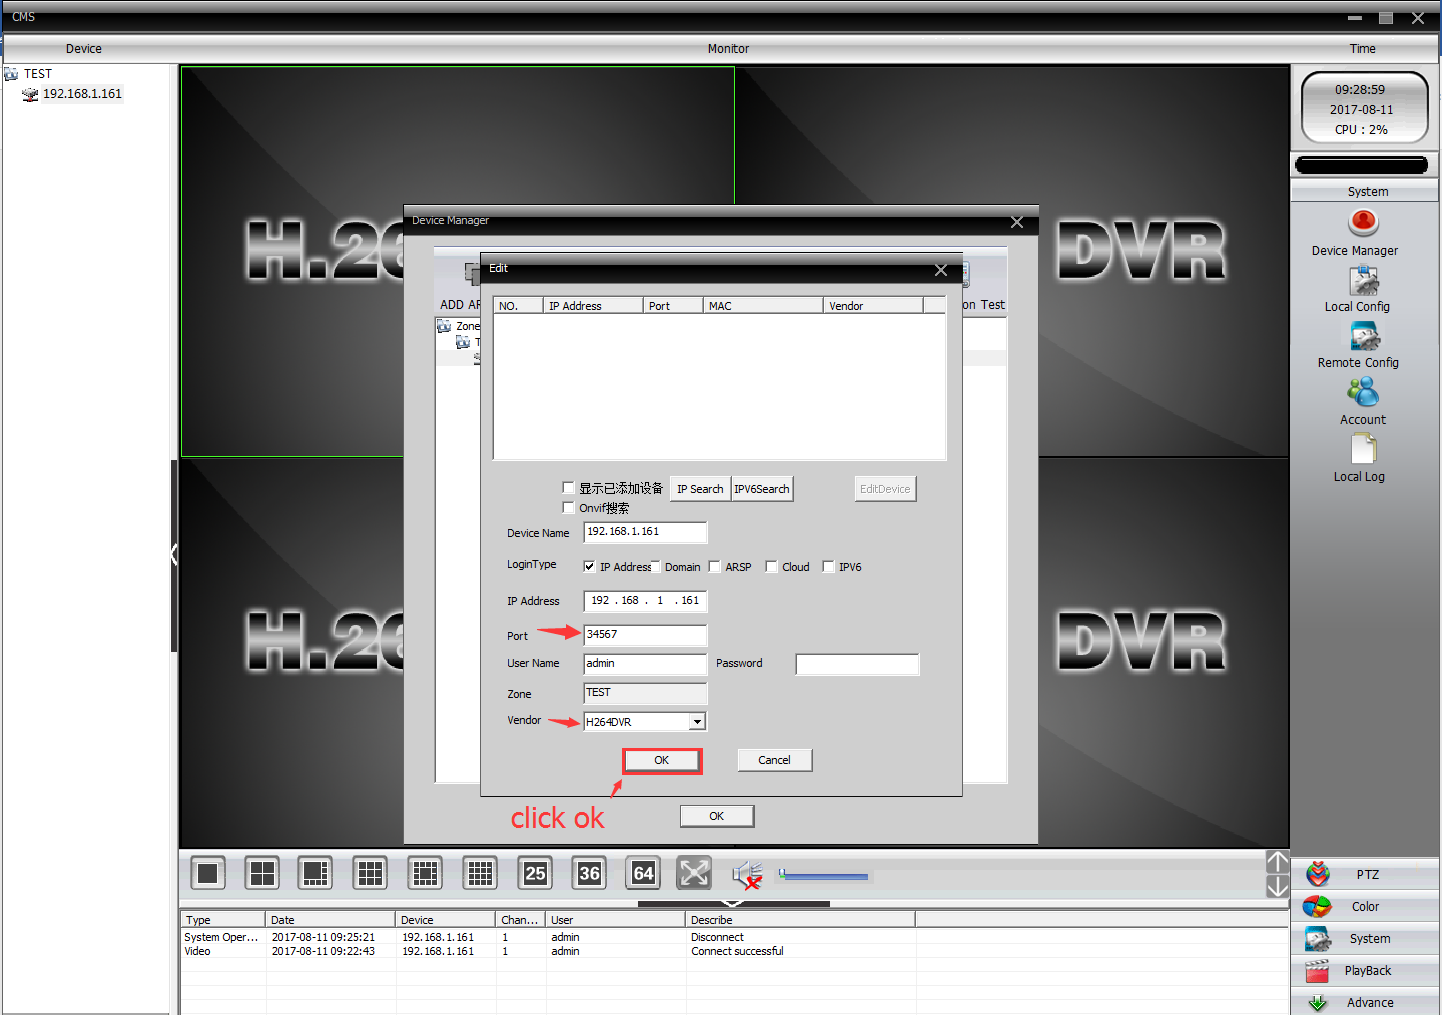 CMS
Device Monitor Time
TEST
192.168.1.161
09:28:59
2017-08-11
CPU : 2%
System
Device Manager
Local Config
Remote Config
Account
Local Log
H.26
DVR
Device Manager
ADD AR
on Test
Zone
T
Edit
NO. IP Address Port MAC Vendor
显示已添加设备 IP Search IPV6Search EditDevice
Onvif搜索
Device Name 192.168.1.161
LoginType IP Address Domain ARSP Cloud IPV6
IP Address 192 . 168 . 1 . 161
Port 34567
User Name admin Password
Zone TEST
Vendor H264DVR
OK Cancel
click ok
OK
H.26
DVR
25 36 64
PTZ
Color
System
PlayBack
Advance
Type Date Device Chan... User Describe
System Oper... 2017-08-11 09:25:21 192.168.1.161 1 admin Disconnect
Video 2017-08-11 09:22:43 192.168.1.161 1 admin Connect successful